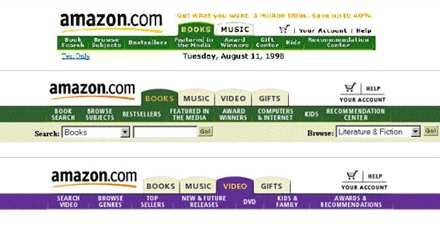 amazon.com
Get what you want. 3 million titles. Save up to 40%.
BOOKS MUSIC Your Account | Help
Book Search Browse Subjects Bestsellers Featured in the Media Award Winners Gift Center Kids Recommendation Center
Text Only Tuesday, August 11, 1998
amazon.com
BOOKS MUSIC VIDEO GIFTS HELP
YOUR ACCOUNT
BOOK SEARCH BROWSE SUBJECTS BESTSELLERS FEATURED IN THE MEDIA AWARD WINNERS COMPUTERS & INTERNET KIDS RECOMMENDATION CENTER
Search: Books Go! Browse: Literature & Fiction Go!
amazon.com
BOOKS MUSIC VIDEO GIFTS HELP
YOUR ACCOUNT
SEARCH VIDEO BROWSE GENRES TOP SELLERS NEW & FUTURE RELEASES DVD KIDS & FAMILY AWARDS & RECOMMENDATIONS